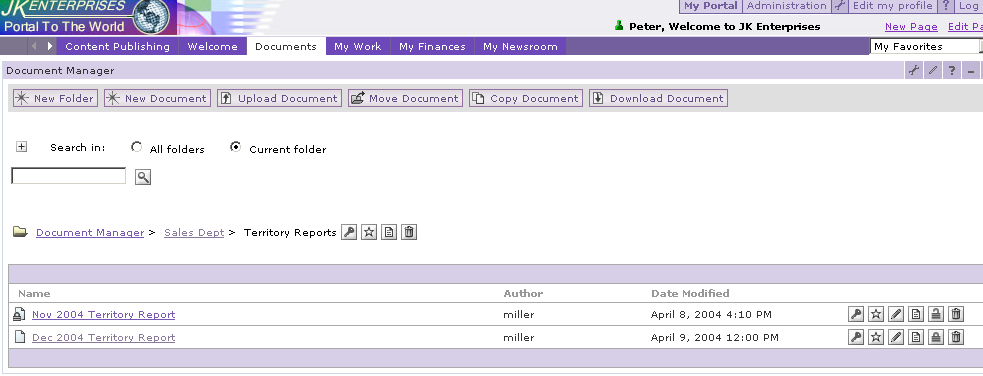 JK ENTERPRISES
Portal To The World
My Portal Administration Edit my profile ? Log
Peter, Welcome to JK Enterprises New Page Edit Pa
Content Publishing Welcome Documents My Work My Finances My Newsroom My Favorites
Document Manager ?
New Folder New Document Upload Document Move Document Copy Document Download Document
Search in: All folders Current folder
Document Manager > Sales Dept > Territory Reports
Name Author Date Modified
Nov 2004 Territory Report miller April 8, 2004 4:10 PM
Dec 2004 Territory Report miller April 9, 2004 12:00 PM